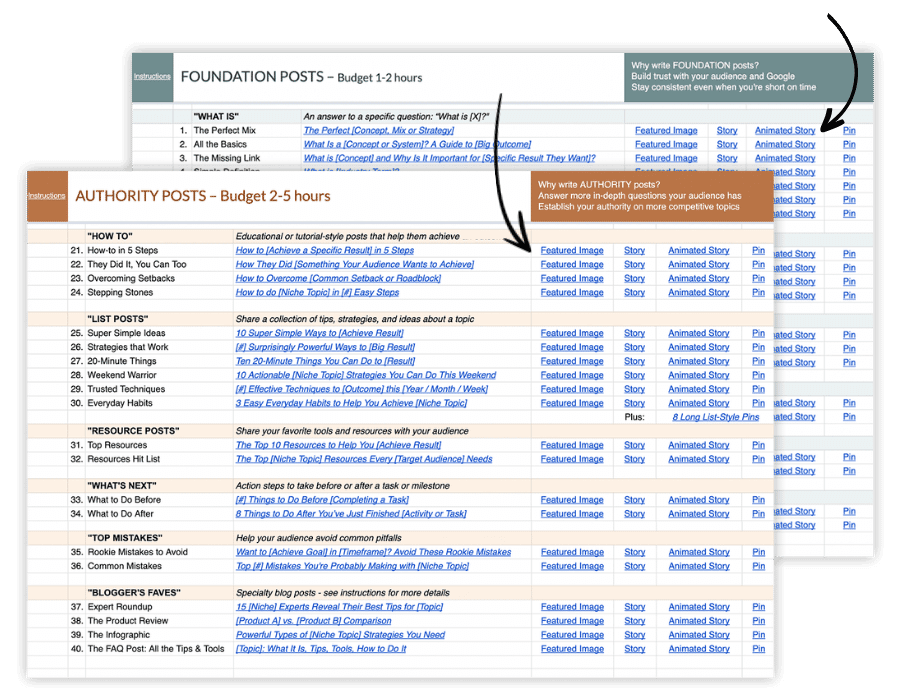 Instructions
FOUNDATION POSTS – Budget 1-2 hours
Why write FOUNDATION posts?
Build trust with your audience and Google
Stay consistent even when you're short on time
"WHAT IS" An answer to a specific question: "What is [X]?"
1. The Perfect Mix The Perfect [Concept, Mix or Strategy] Featured Image Story Animated Story Pin
2. All the Basics What Is a [Concept or System]? A Guide to [Big Outcome] Featured Image Story Animated Story Pin
3. The Missing Link What is [Concept] and Why Is It Important for [Specific Result They Want]? Featured Image Story Animated Story Pin
Instructions
AUTHORITY POSTS – Budget 2-5 hours
Why write AUTHORITY posts?
Answer more in-depth questions your audience has
Establish your authority on more competitive topics
"HOW TO" Educational or tutorial-style posts that help them achieve
21. How-to in 5 Steps How to [Achieve a Specific Result] in 5 Steps Featured Image Story Animated Story Pin
22. They Did It, You Can Too How They Did [Something Your Audience Wants to Achieve] Featured Image Story Animated Story Pin
23. Overcoming Setbacks How to Overcome [Common Setback or Roadblock] Featured Image Story Animated Story Pin
24. Stepping Stones How to do [Niche Topic] in [#] Easy Steps Featured Image Story Animated Story Pin
"LIST POSTS" Share a collection of tips, strategies, and ideas about a topic
25. Super Simple Ideas 10 Super Simple Ways to [Achieve Result] Featured Image Story Animated Story Pin
26. Strategies that Work [#] Surprisingly Powerful Ways to [Big Result] Featured Image Story Animated Story Pin
27. 20-Minute Things Ten 20-Minute Things You Can Do to [Result] Featured Image Story Animated Story Pin
28. Weekend Warrior 10 Actionable [Niche Topic] Strategies You Can Do This Weekend Featured Image Story Animated Story Pin
29. Trusted Techniques [#] Effective Techniques to [Outcome] this [Year / Month / Week] Featured Image Story Animated Story Pin
30. Everyday Habits 3 Easy Everyday Habits to Help You Achieve [Niche Topic] Featured Image Story Animated Story Pin
Plus: 8 Long List-Style Pins
"RESOURCE POSTS" Share your favorite tools and resources with your audience
31. Top Resources The Top 10 Resources to Help You [Achieve Result] Featured Image Story Animated Story Pin
32. Resources Hit List The Top [Niche Topic] Resources Every [Target Audience] Needs Featured Image Story Animated Story Pin
"WHAT'S NEXT" Action steps to take before or after a task or milestone
33. What to Do Before [#] Things to Do Before [Completing a Task] Featured Image Story Animated Story Pin
34. What to Do After 8 Things to Do After You've Just Finished [Activity or Task] Featured Image Story Animated Story Pin
"TOP MISTAKES" Help your audience avoid common pitfalls
35. Rookie Mistakes to Avoid Want to [Achieve Goal] in [Timeframe]? Avoid These Rookie Mistakes Featured Image Story Animated Story Pin
36. Common Mistakes Top [#] Mistakes You're Probably Making with [Niche Topic] Featured Image Story Animated Story Pin
"BLOGGER'S FAVES" Specialty blog posts - see instructions for more details
37. Expert Roundup 15 [Niche] Experts Reveal Their Best Tips for [Topic] Featured Image Story Animated Story Pin
38. The Product Review [Product A] vs. [Product B] Comparison Featured Image Story Animated Story Pin
39. The Infographic Powerful Types of [Niche Topic] Strategies You Need Featured Image Story Animated Story Pin
40. The FAQ Post: All the Tips & Tools [Topic]: What It Is, Tips, Tools, How to Do It Featured Image Story Animated Story Pin